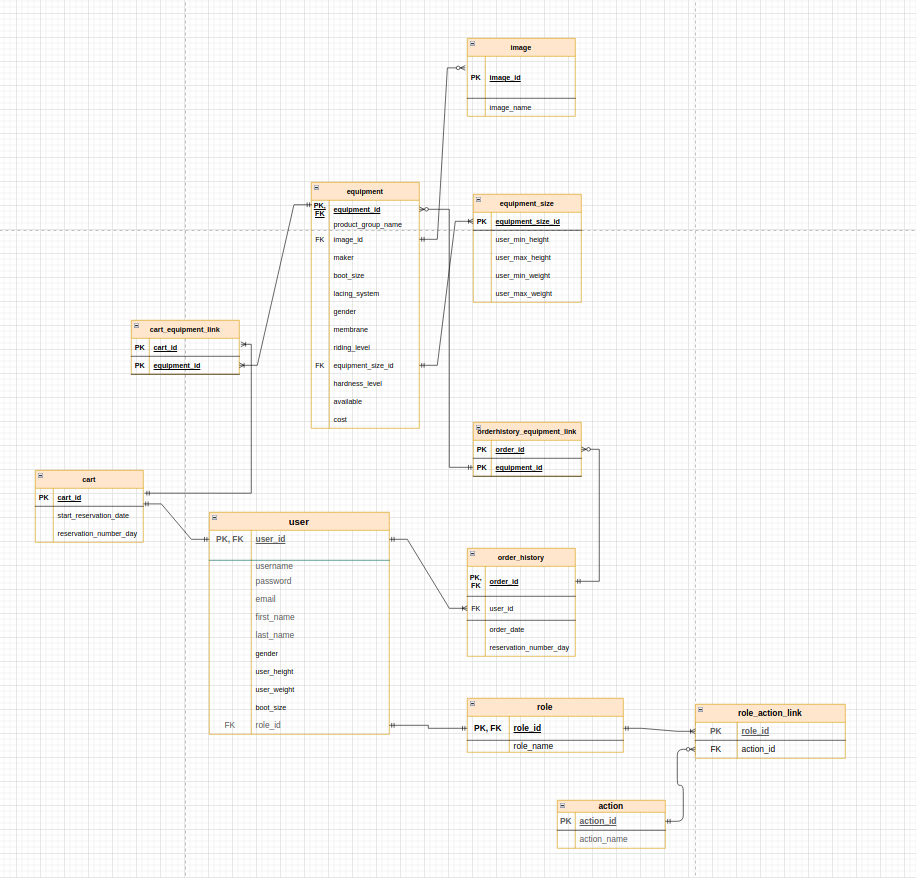 image
PK image_id
image_name
equipment
PK, FK equipment_id
product_group_name
FK image_id
maker
boot_size
lacing_system
gender
membrane
riding_level
FK equipment_size_id
hardness_level
available
cost
equipment_size
PK equipment_size_id
user_min_height
user_max_height
user_min_weight
user_max_weight
cart_equipment_link
PK cart_id
PK equipment_id
orderhistory_equipment_link
PK order_id
PK equipment_id
cart
PK cart_id
start_reservation_date
reservation_number_day
user
PK, FK user_id
username
password
email
first_name
last_name
gender
user_height
user_weight
boot_size
FK role_id
order_history
PK, FK order_id
FK user_id
order_date
reservation_number_day
role
PK, FK role_id
role_name
role_action_link
PK role_id
FK action_id
action
PK action_id
action_name